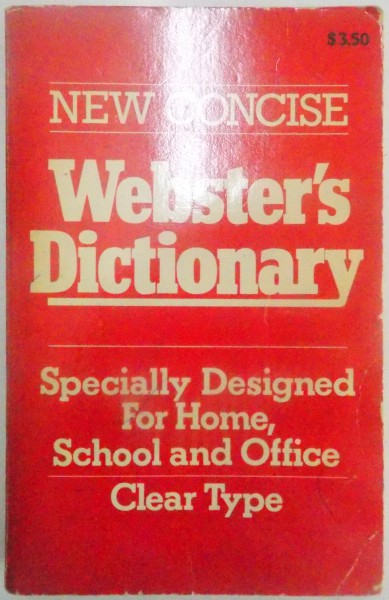 $3.50
NEW CONCISE
Webster's
Dictionary
Specially Designed
For Home,
School and Office
Clear Type